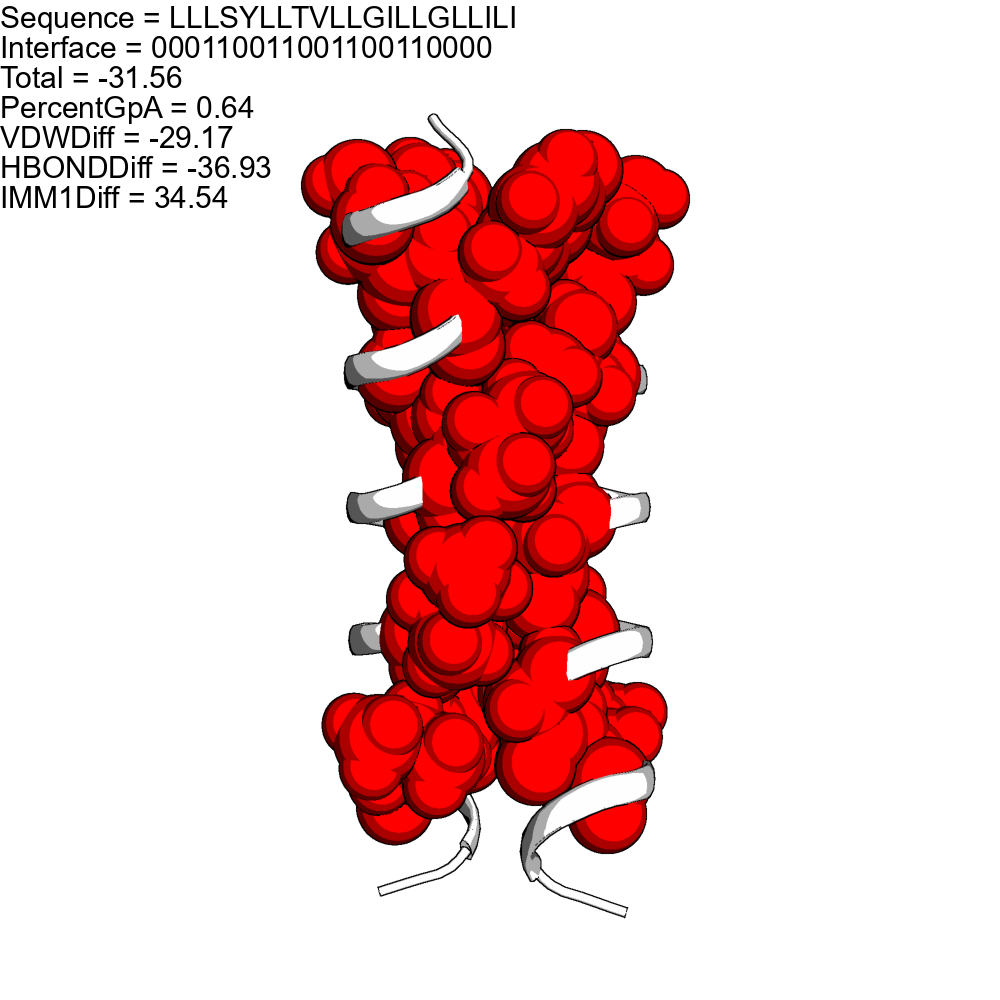 Sequence = LLLSYLLTVLLGILLGLLILI
Interface = 000110011001100110000
Total = -31.56
PercentGpA = 0.64
VDWDiff = -29.17
HBONDDiff = -36.93
IMM1Diff = 34.54